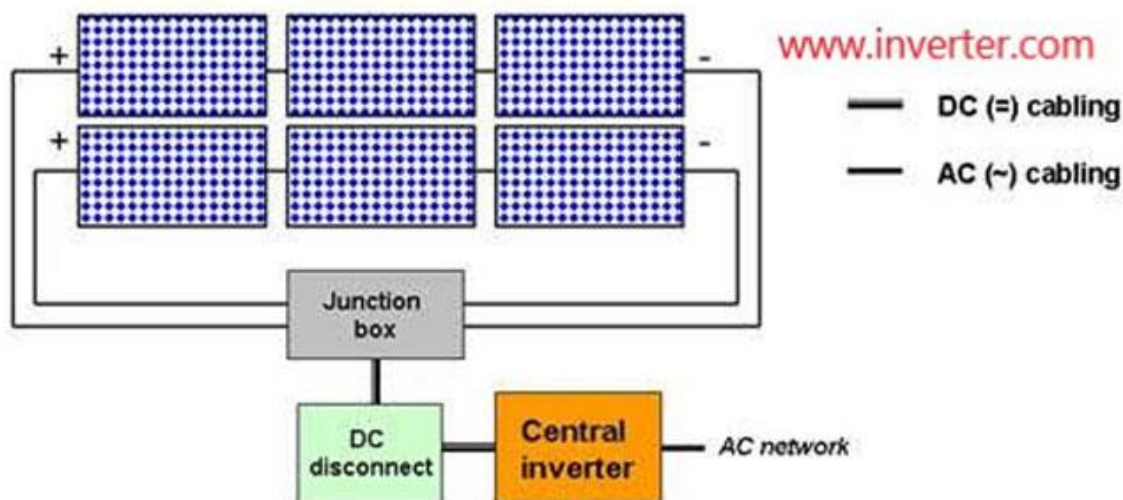 www.inverter.com
+
-
DC (=) cabling
+
-
AC (~) cabling
Junction
box
DC
disconnect
Central
inverter
AC network